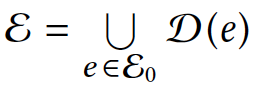 ℰ = ⋃_{e∈ℰ₀} 𝒟(e)